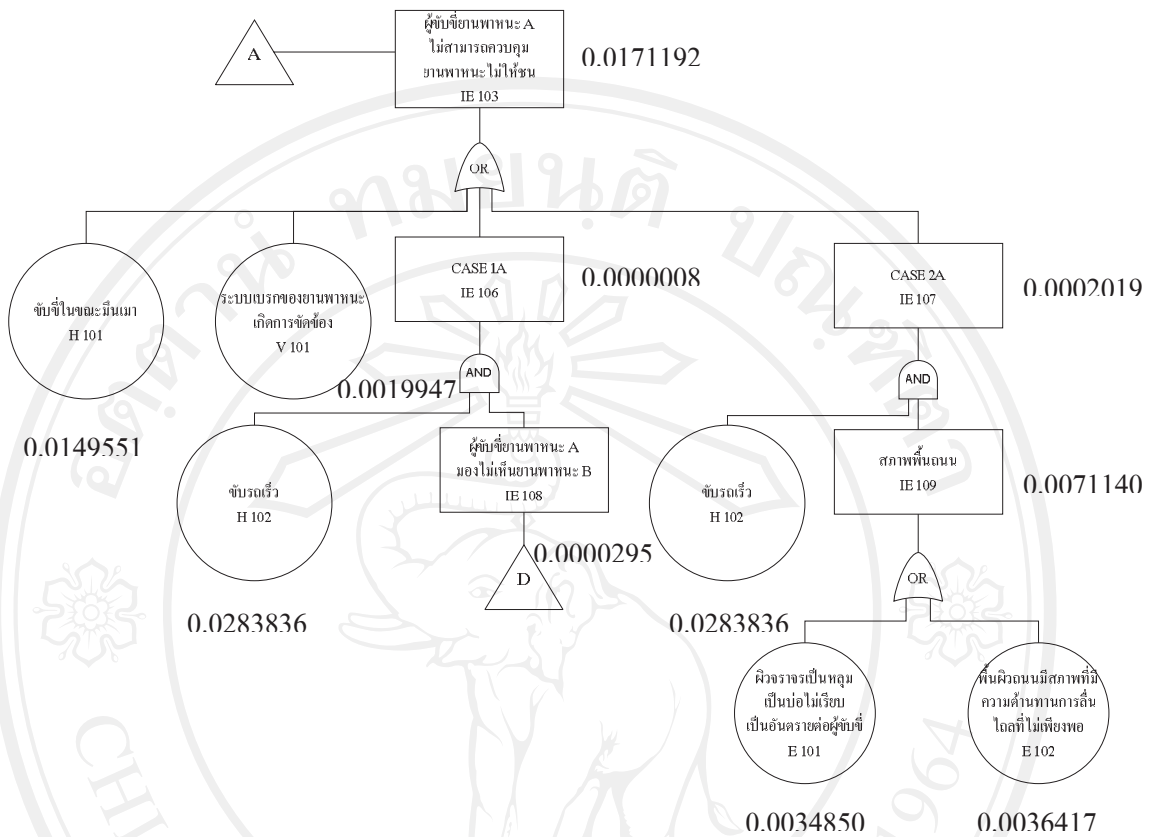 A
ผู้ขับขี่ยานพาหนะ A
ไม่สามารถควบคุม
ยานพาหนะไม่ให้ชน
IE 103
0.0171192
OR
ขับขี่ในขณะมึนเมา
H 101
0.0149551
ระบบเบรกของยานพาหนะ
เกิดการขัดข้อง
V 101
0.0019947
CASE 1A
IE 106
0.0000008
CASE 2A
IE 107
0.0002019
AND
AND
ขับรถเร็ว
H 102
0.0283836
ผู้ขับขี่ยานพาหนะ A
มองไม่เห็นยานพาหนะ B
IE 108
0.0000295
D
ขับรถเร็ว
H 102
0.0283836
สภาพพื้นถนน
IE 109
0.0071140
OR
ผิวจราจรเป็นหลุม
เป็นบ่อไม่เรียบ
เป็นอันตรายต่อผู้ขับขี่
E 101
0.0034850
พื้นผิวถนนมีสภาพที่มี
ความต้านทานการลื่น
ไถลที่ไม่เพียงพอ
E 102
0.0036417
1964